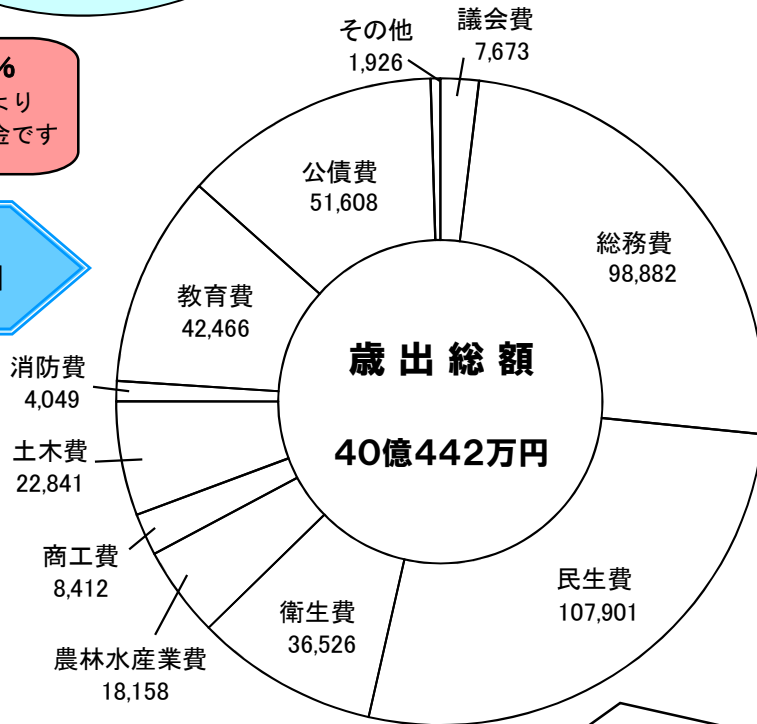 %
より
金です
その他
1,926
議会費
7,673
総務費
98,882
民生費
107,901
衛生費
36,526
農林水産業費
18,158
商工費
8,412
土木費
22,841
消防費
4,049
教育費
42,466
公債費
51,608
歳出総額
40億442万円